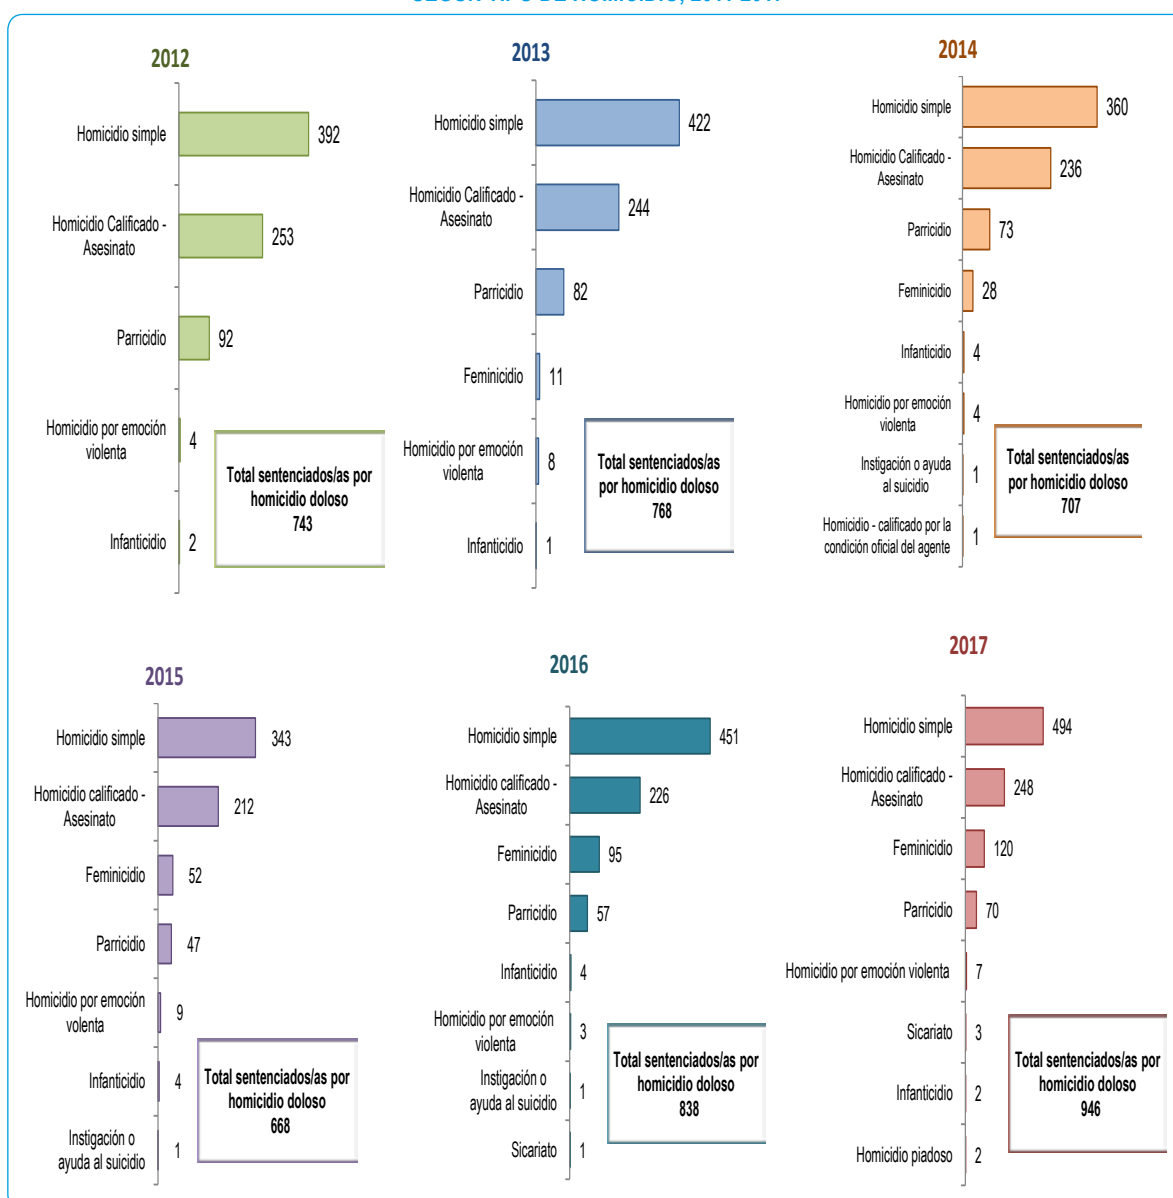 2012
Homicidio simple
392
Homicidio Calificado -
Asesinato
253
Parricidio
92
Homicidio por emoción
violenta
4
Infanticidio
2
Total sentenciados/as por
homicidio doloso
743
2013
Homicidio simple
422
Homicidio Calificado -
Asesinato
244
Parricidio
82
Feminicidio
11
Homicidio por emoción
violenta
8
Infanticidio
1
Total sentenciados/as
por homicidio doloso
768
2014
Homicidio simple
360
Homicidio Calificado -
Asesinato
236
Parricidio
73
Feminicidio
28
Infanticidio
4
Homicidio por emoción
violenta
4
Instigación o ayuda
al suicidio
1
Homicidio - calificado por la
condición oficial del agente
1
Total sentenciados/as
por homicidio doloso
707
2015
Homicidio simple
343
Homicidio calificado -
Asesinato
212
Feminicidio
52
Parricidio
47
Homicidio por emoción
volenta
9
Infanticidio
4
Instigación o
ayuda al suicidio
1
Total sentenciados/as por
homicidio doloso
668
2016
Homicidio simple
451
Homicidio calificado -
Asesinato
226
Feminicidio
95
Parricidio
57
Infanticidio
4
Homicidio por emoción
violenta
3
Instigación o
ayuda al suicidio
1
Sicariato
1
Total sentenciados/as por
homicidio doloso
838
2017
Homicidio simple
494
Homicidio calificado -
Asesinato
248
Feminicidio
120
Parricidio
70
Homicidio por emoción violenta
7
Sicariato
3
Infanticidio
2
Homicidio piadoso
2
Total sentenciados/as por
homicidio doloso
946